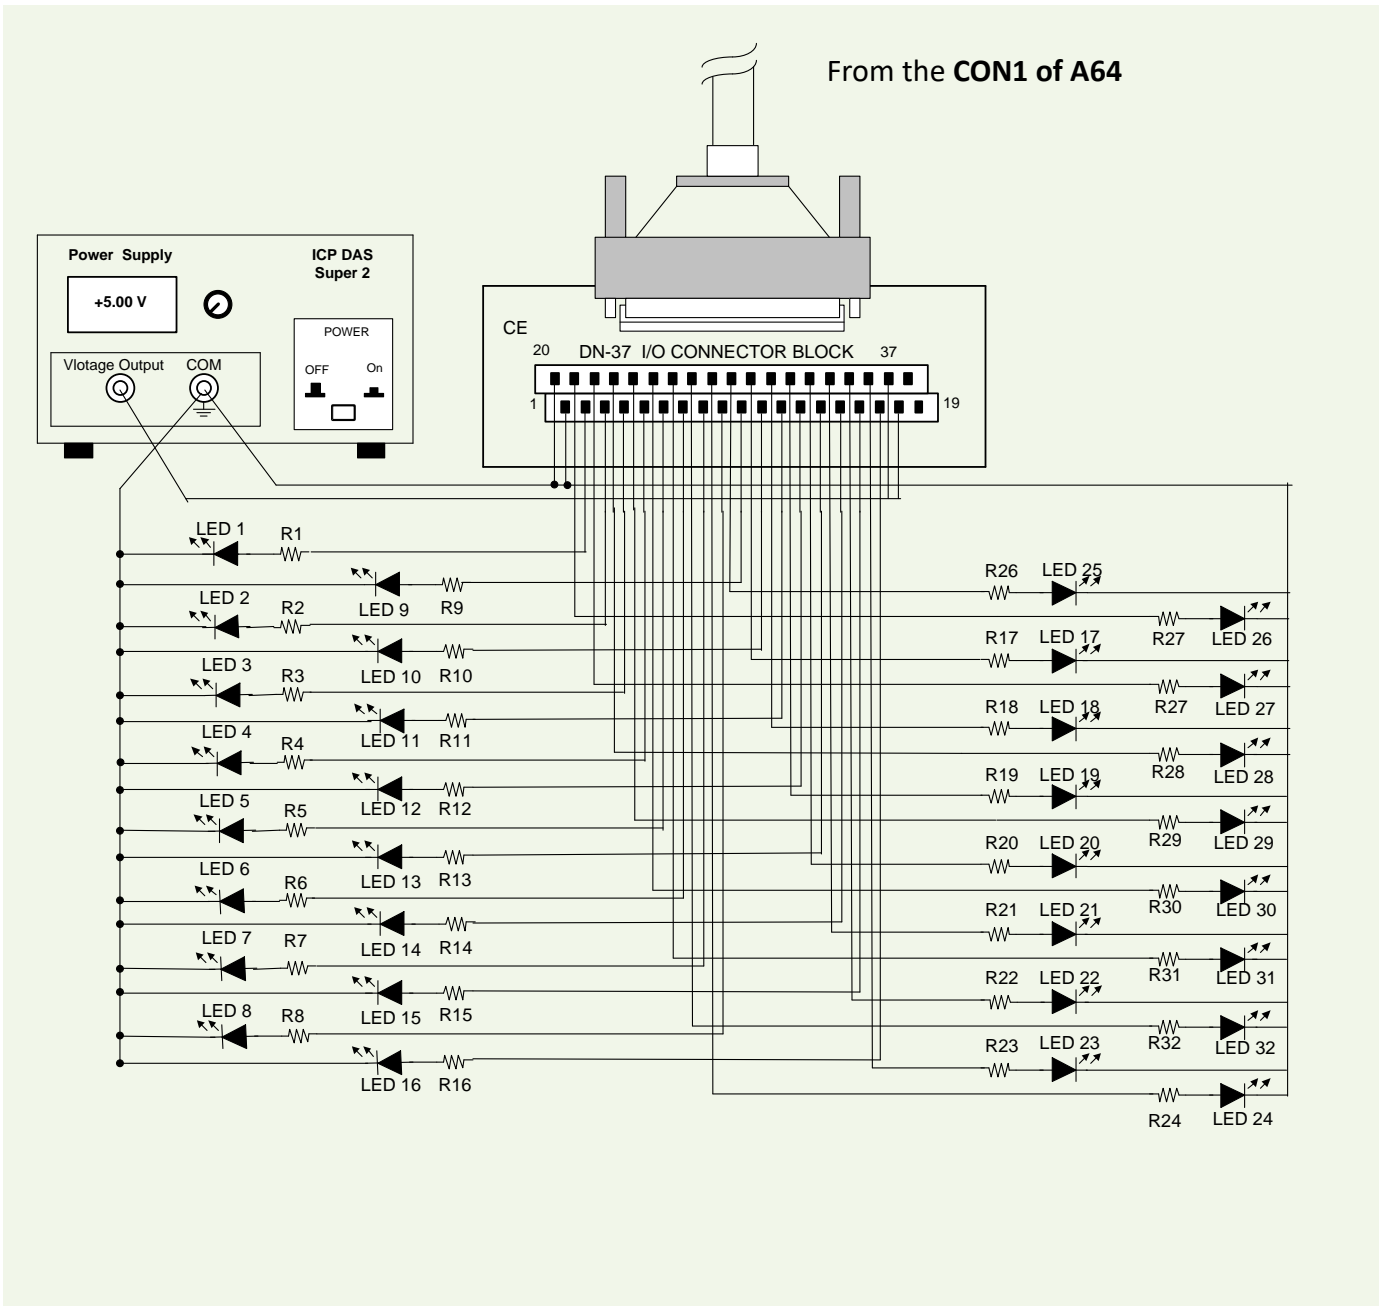 From the CON1 of A64
Power Supply
ICP DAS
Super 2
+5.00 V
POWER
OFF
On
Vlotage Output
COM
CE
20
DN-37 I/O CONNECTOR BLOCK
37
1
19
LED 1
R1
LED 9
R9
LED 2
R2
LED 10
R10
LED 3
R3
LED 11
R11
LED 4
R4
LED 12
R12
LED 5
R5
LED 13
R13
LED 6
R6
LED 14
R14
LED 7
R7
LED 15
R15
LED 8
R8
LED 16
R16
R26
LED 25
R27
LED 26
R17
LED 17
R27
LED 27
R18
LED 18
R28
LED 28
R19
LED 19
R29
LED 29
R20
LED 20
R30
LED 30
R21
LED 21
R31
LED 31
R22
LED 22
R32
LED 32
R23
LED 23
R24
LED 24